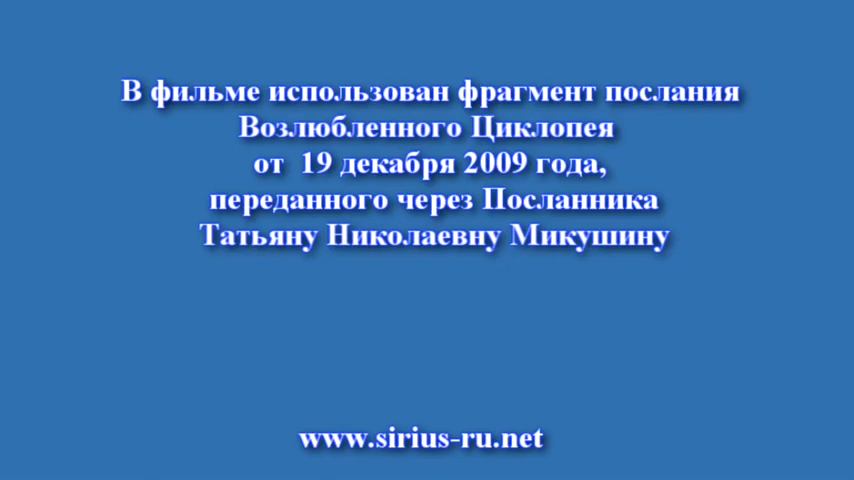 В фильме использован фрагмент послания
Возлюбленного Циклопея
от 19 декабря 2009 года,
переданного через Посланника
Татьяну Николаевну Микушину
www.sirius-ru.net